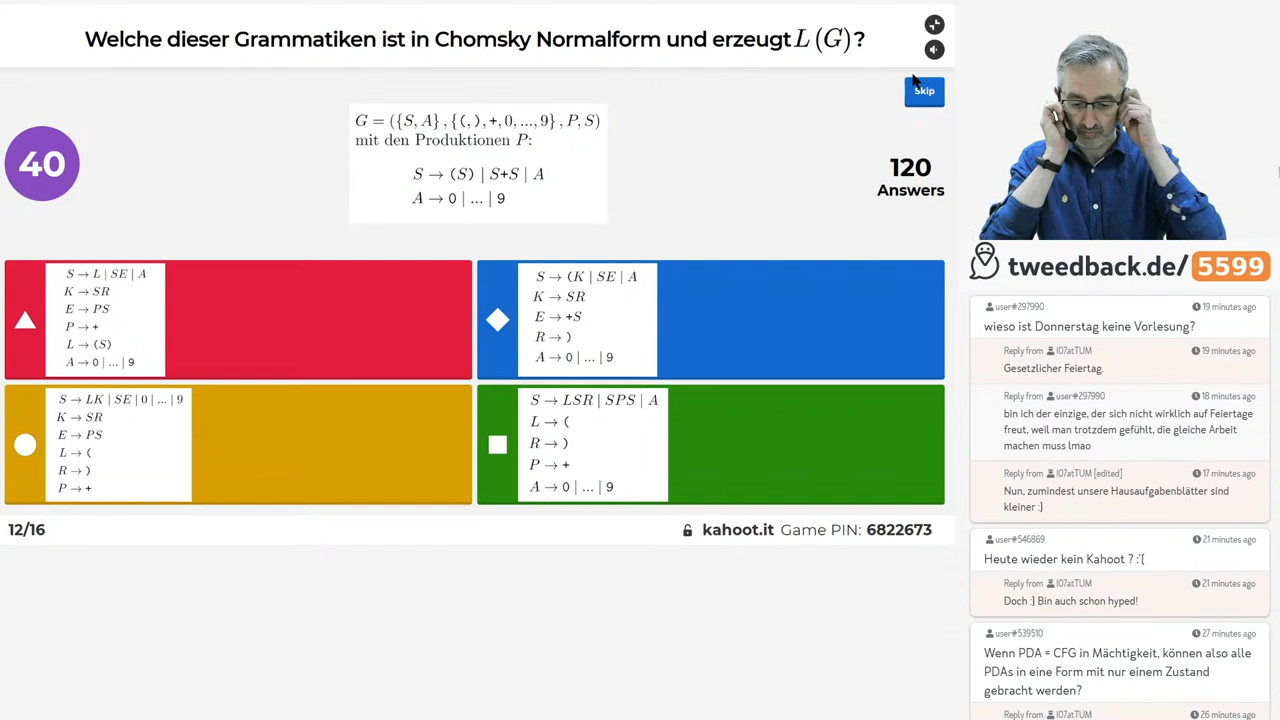 Welche dieser Grammatiken ist in Chomsky Normalform und erzeugt L (G)?
Skip
40
G = ({S, A} , {(, ), +, 0, ..., 9} , P, S)
mit den Produktionen P:
S → (S) | S+S | A
A → 0 | ... | 9
120
Answers
S → L | SE | A
K → SR
E → PS
P → +
L → (S)
A → 0 | ... | 9
S → (K | SE | A
K → SR
E → +S
R → )
A → 0 | ... | 9
S → LK | SE | 0 | ... | 9
K → SR
E → PS
L → (
R → )
P → +
S → LSR | SPS | A
L → (
R → )
P → +
A → 0 | ... | 9
12/16
kahoot.it Game PIN: 6822673
tweedback.de/ 5599
user#297990 19 minutes ago
wieso ist Donnerstag keine Vorlesung?
Reply from I07atTUM 19 minutes ago
Gesetzlicher Feiertag.
Reply from user#297990 18 minutes ago
bin ich der einzige, der sich nicht wirklich auf Feiertage
freut, weil man trotzdem gefühlt, die gleiche Arbeit
machen muss lmao
Reply from I07atTUM [edited] 17 minutes ago
Nun, zumindest unsere Hausaufgabenblätter sind
kleiner :)
user#546869 21 minutes ago
Heute wieder kein Kahoot ? :'(
Reply from I07atTUM 21 minutes ago
Doch :) Bin auch schon hyped!
user#539510 27 minutes ago
Wenn PDA = CFG in Mächtigkeit, können also alle
PDAs in eine Form mit nur einem Zustand
gebracht werden?
Reply from I07atTUM 26 minutes ago